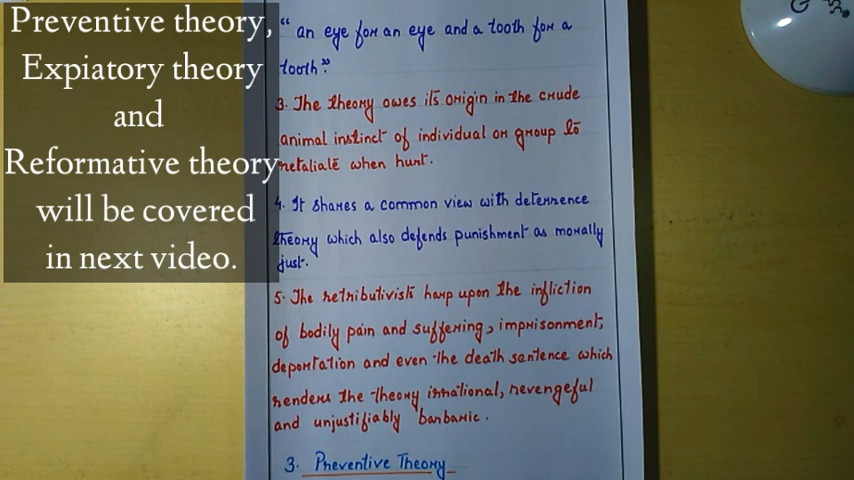 Preventive theory,
Expiatory theory
and
Reformative theory
will be covered
in next video.
" an eye for an eye and a tooth for a
tooth".
3. The theory owes its origin in the crude
animal instinct of individual or group to
retaliate when hurt.
4. It shares a common view with deterrence
theory which also defends punishment as morally
just.
5. The retributivists harp upon the infliction
of bodily pain and suffering, imprisonment,
deportation and even the death sentence which
renders the theory irrational, revengeful
and unjustifiably barbaric.
3. Preventive Theory